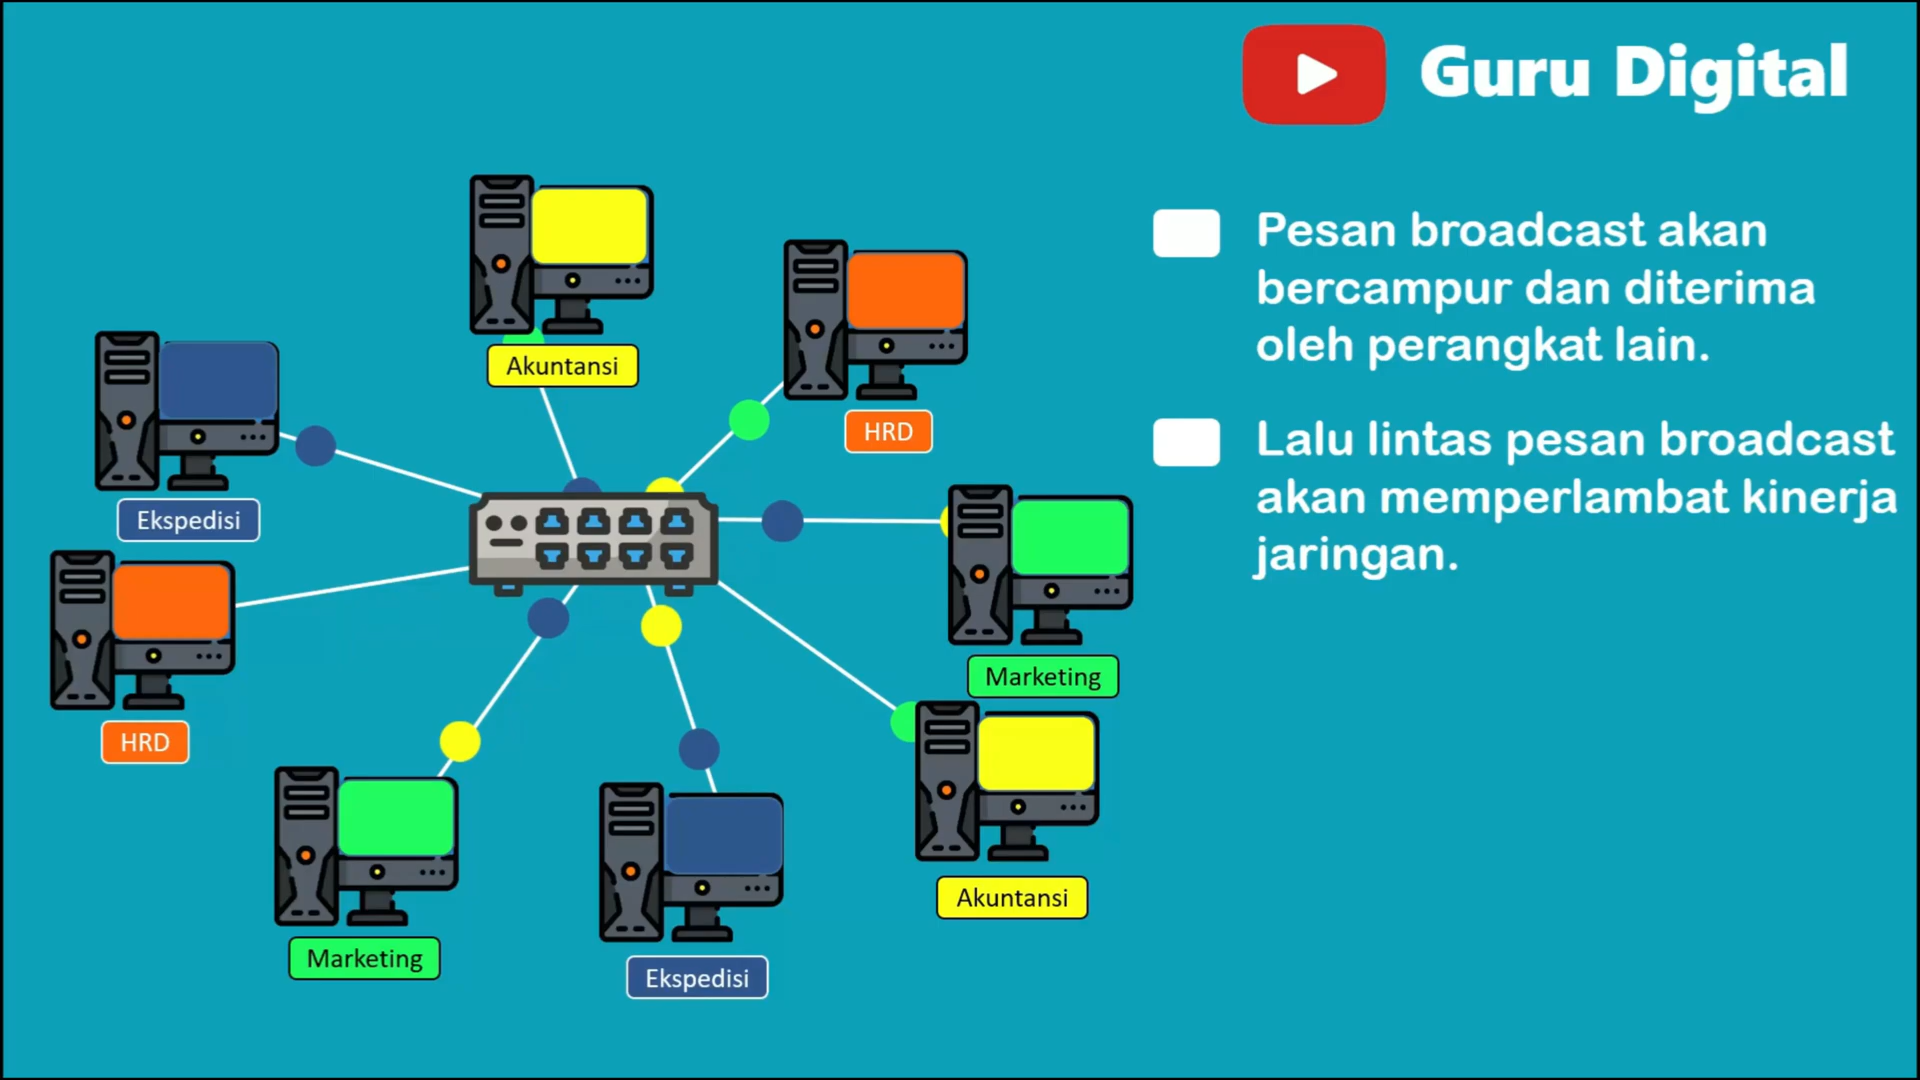 Guru Digital
Pesan broadcast akan
bercampur dan diterima
oleh perangkat lain.
Lalu lintas pesan broadcast
akan memperlambat kinerja
jaringan.
Akuntansi
HRD
Ekspedisi
Marketing
HRD
Akuntansi
Marketing
Ekspedisi